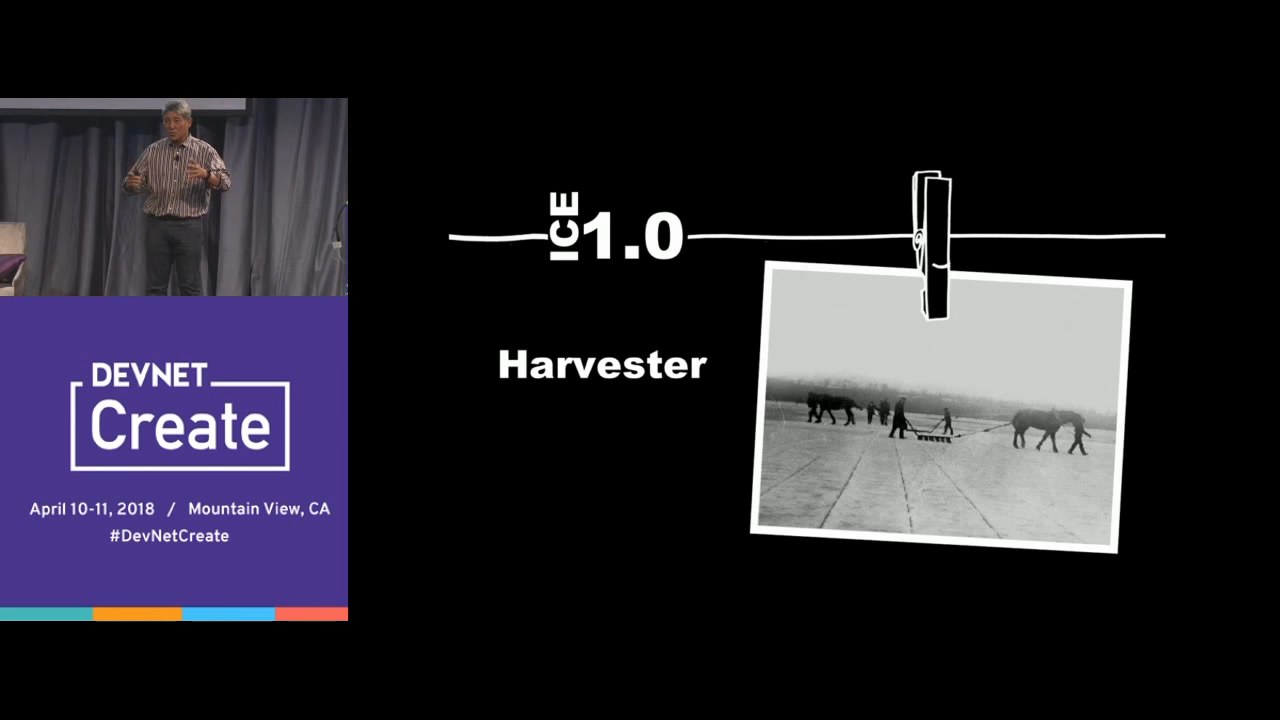 DEVNET
Create
April 10-11, 2018 / Mountain View, CA
#DevNetCreate
ICE 1.0
Harvester